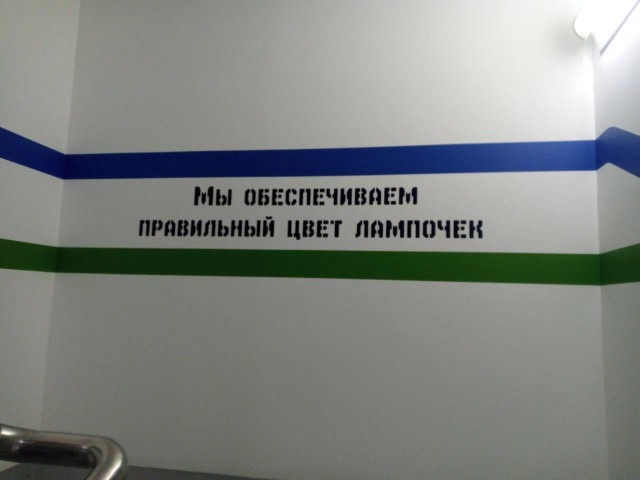 Мы обеспечиваем
правильный цвет лампочек